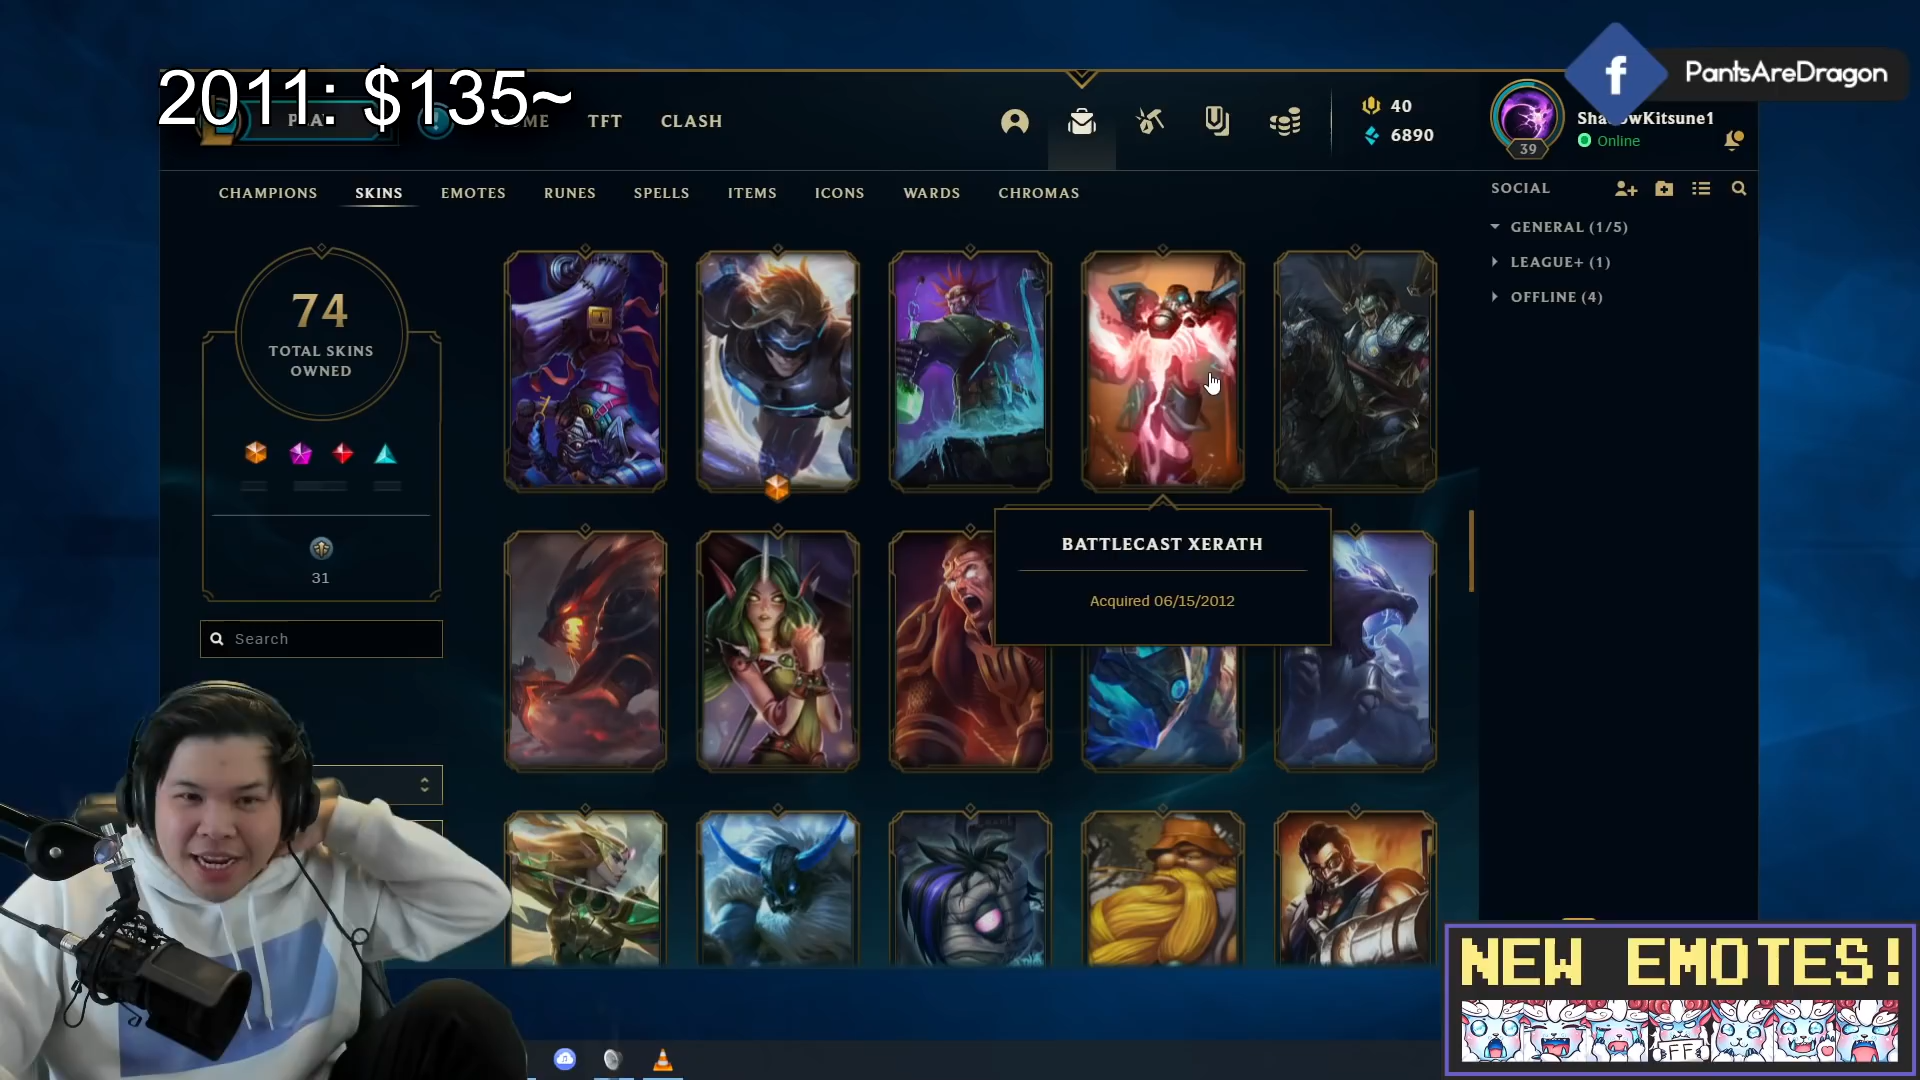 2011: $135~
PantsAreDragon
TFT
CLASH
40
6890
39
Online
CHAMPIONS
SKINS
EMOTES
RUNES
SPELLS
ITEMS
ICONS
WARDS
CHROMAS
SOCIAL
GENERAL (1/5)
LEAGUE+ (1)
OFFLINE (4)
74
TOTAL SKINS
OWNED
31
Search
BATTLECAST XERATH
Acquired 06/15/2012
NEW EMOTES!
FF